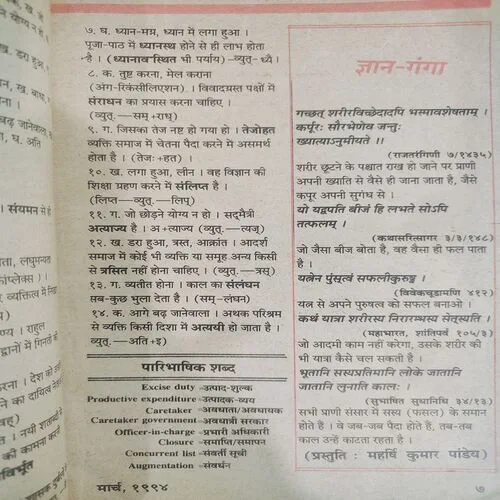 ७. घ. ध्यान-मग्न, ध्यान में लगा हुआ ।
पूजा-पाठ में ध्यानस्थ होने से ही लाभ होता
है । (ध्यानावस्थित भी पर्याय) –व्युत्.-ध्यै ।
८. क. तुष्ट करना, मेल कराना
(अंग-रिकंसीलिएशन) । विवादग्रस्त पक्षों में
संराधन का प्रयास करना चाहिए ।
(व्युत्.—सम् +राध्)
९. ग. जिसका तेज नष्ट हो गया हो । तेजोहत
व्यक्ति समाज में चेतना पैदा करने में असमर्थ
होता है । (तेजः +हत) ।
१०. ख. लगा हुआ, लीन । वह विज्ञान की
शिक्षा ग्रहण करने में संलिप्त है ।
(लिप्त—व्युत्.—लिप्)
११. ग. जो छोड़ने योग्य न हो । सद्मैत्री
अत्याज्य है । अ +त्याज्य (व्युत्.—त्यज्)
१२. ख. डरा हुआ, त्रस्त, आक्रांत । आदर्श
समाज में कोई भी व्यक्ति या समूह अन्य किसी
से त्रसित नहीं होना चाहिए । (व्युत्.—त्रस्)
१३. ग. व्यतीत होना । काल का संलंघन
सब-कुछ भुला देता है । (सम्-लंघन)
१४. क. आगे बढ़ जानेवाला । अथक परिश्रम
से व्यक्ति किसी दिशा में अत्ययी हो जाता है ।
व्युत्.—अति+इ)
पारिभाषिक शब्द
Excise duty -उत्पाद-शुल्क
Productive expenditure -उत्पादक-व्यय
Caretaker -अवधाता/अवधायक
Caretaker government -अवधात्री सरकार
Officer-in-charge -प्रभारी अधिकारी
Closure -समाप्ति/समापन
Concurrent list -संवर्ती सूची
Augmentation -संवर्धन
मार्च, १९९४
ज्ञान-गंगा
गच्छत् शरीरविच्छेदादपि भस्मावशेषताम् ।
कर्पूरः सौरभेणेव जन्तुः
ख्यात्याऽनुमीयते ।।
(राजतरंगिणी ७/१४३५)
शरीर छूटने के पश्चात राख हो जाने पर प्राणी
अपनी ख्याति से वैसे ही जाना जाता है, जैसे
कपूर अपनी सुगंध से ।
यो यद्वपति बीजं हि लभते सोऽपि
तत्फलम् ।
(कथासरित्सागर ३/३/१४८)
जो जैसा बीज बोता है, वह वैसा ही फल पाता
है ।
यत्नेन पुंसत्वं सफलीकुरुष्व ।
(विवेकचूडामणि ४१२)
यत्न से अपने पुरुषत्व को सफल बनाओ ।
कथं यात्रा शरीरस्य निरारम्भस्य सेत्स्यति ।
(महाभारत, शांतिपर्व १०५/३)
जो आदमी काम नहीं करेगा, उसके शरीर की
भी यात्रा कैसे चल सकती है ।
भूतानि सस्यप्रतिमानि लोके जातानि
जातानि लुनाति कालः ।
(सुभाषित सुधानिधि ३४/१३)
सभी प्राणी संसार में सस्य (फसल) के समान
होते हैं । वे जब-जब पैदा होते हैं, तब-तब
काल उन्हें काटता रहता है ।
(प्रस्तुति : महर्षि कुमार पांडेय)
७